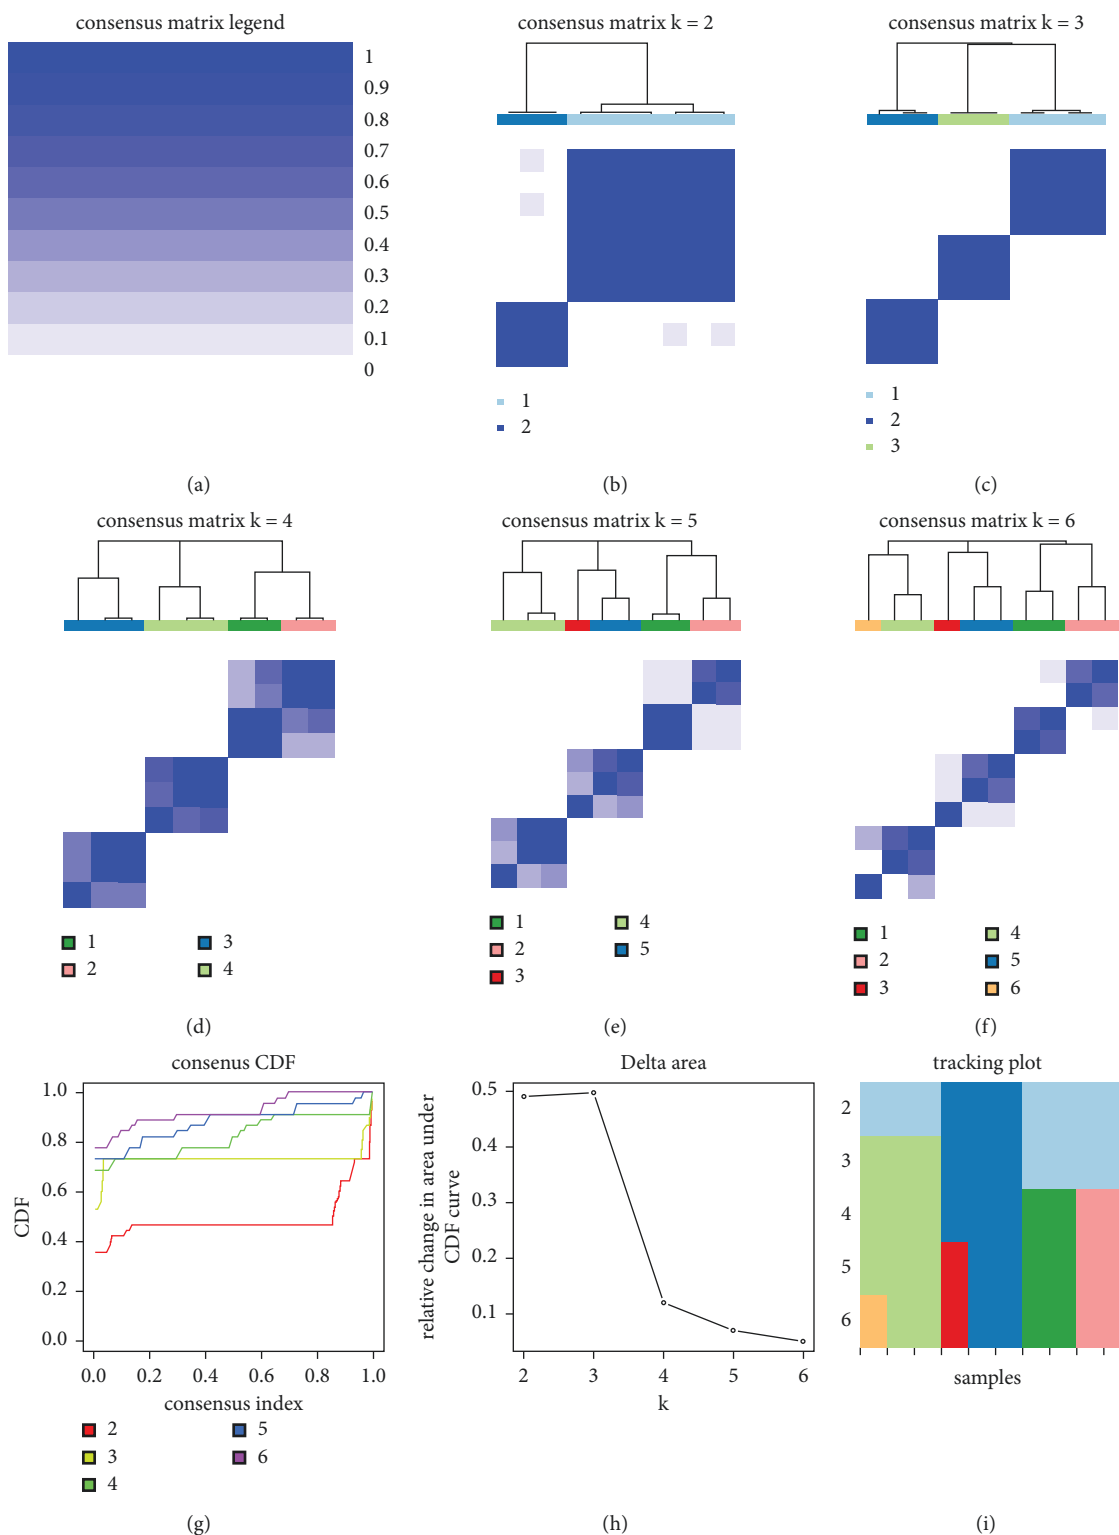 consensus matrix legend
1
0.9
0.8
0.7
0.6
0.5
0.4
0.3
0.2
0.1
0
(a)
consensus matrix k = 2
1
2
(b)
consensus matrix k = 3
1
2
3
(c)
consensus matrix k = 4
1
2
3
4
(d)
consensus matrix k = 5
1
2
3
4
5
(e)
consensus matrix k = 6
1
2
3
4
5
6
(f)
consenus CDF
CDF
1.0
0.8
0.6
0.4
0.2
0.0
0.0 0.2 0.4 0.6 0.8 1.0
consensus index
2
3
4
5
6
(g)
Delta area
relative change in area under
CDF curve
0.5
0.4
0.3
0.2
0.1
2 3 4 5 6
k
(h)
tracking plot
2
3
4
5
6
samples
(i)